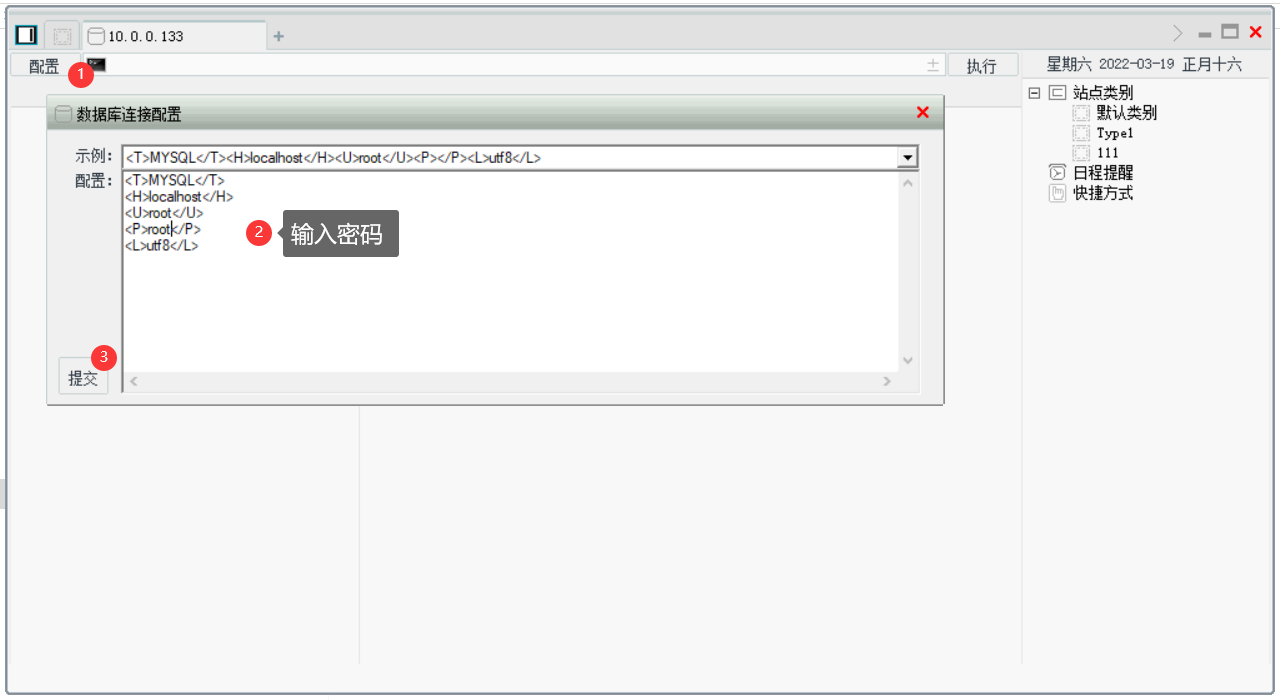 10.0.0.133
配置
1
执行
星期六 2022-03-19 正月十六
数据库连接配置
示例：
<T>MYSQL</T><H>localhost</H><U>root</U><P></P><L>utf8</L>
配置：
<T>MYSQL</T>
<H>localhost</H>
<U>root</U>
<P>root</P>
<L>utf8</L>
2
输入密码
3
提交
站点类别
默认类别
Type1
111
日程提醒
快捷方式